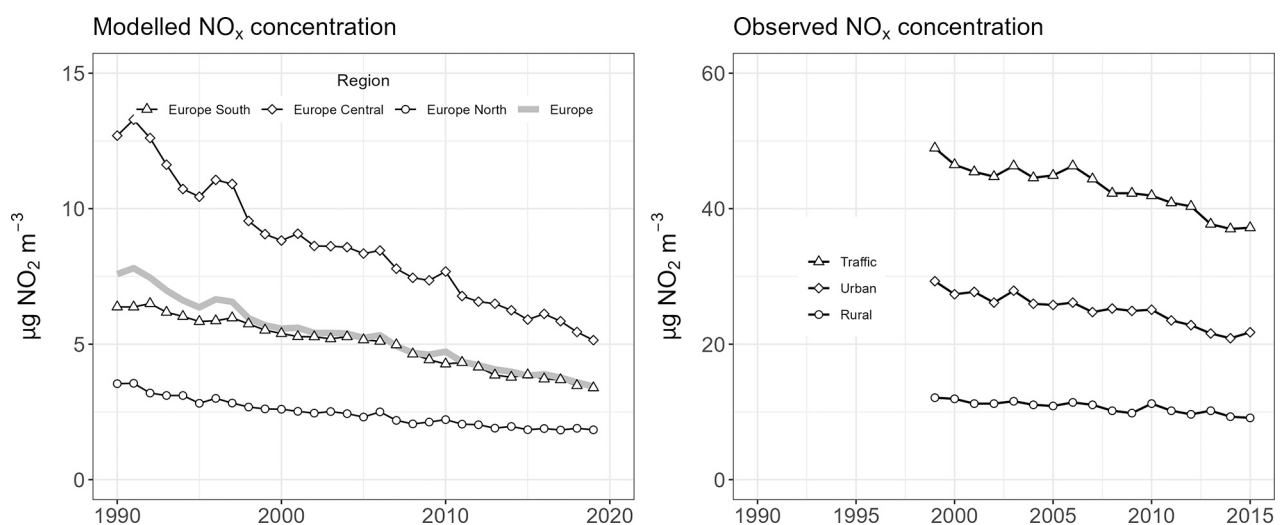 Modelled NOx concentration
µg NO2 m−3
15
10
5
0
Region
Europe South
Europe Central
Europe North
Europe
1990
2000
2010
2020
Observed NOx concentration
µg NO2 m−3
60
40
20
0
Traffic
Urban
Rural
1990
1995
2000
2005
2010
2015